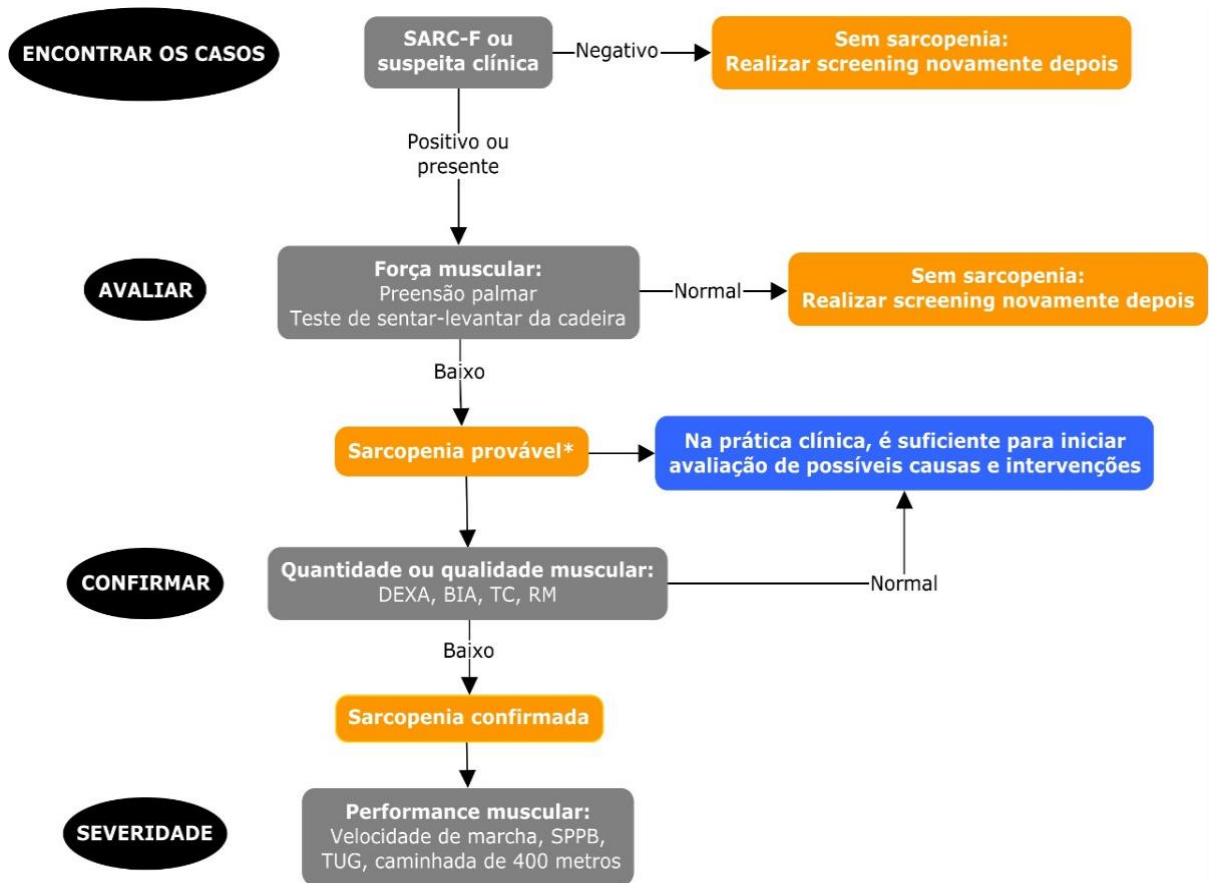 ENCONTRAR OS CASOS
SARC-F ou
suspeita clínica
Negativo
Sem sarcopenia:
Realizar screening novamente depois
Positivo ou
presente
AVALIAR
Força muscular:
Preensão palmar
Teste de sentar-levantar da cadeira
Normal
Sem sarcopenia:
Realizar screening novamente depois
Baixo
Sarcopenia provável*
Na prática clínica, é suficiente para iniciar
avaliação de possíveis causas e intervenções
CONFIRMAR
Quantidade ou qualidade muscular:
DEXA, BIA, TC, RM
Normal
Baixo
Sarcopenia confirmada
SEVERIDADE
Performance muscular:
Velocidade de marcha, SPPB,
TUG, caminhada de 400 metros